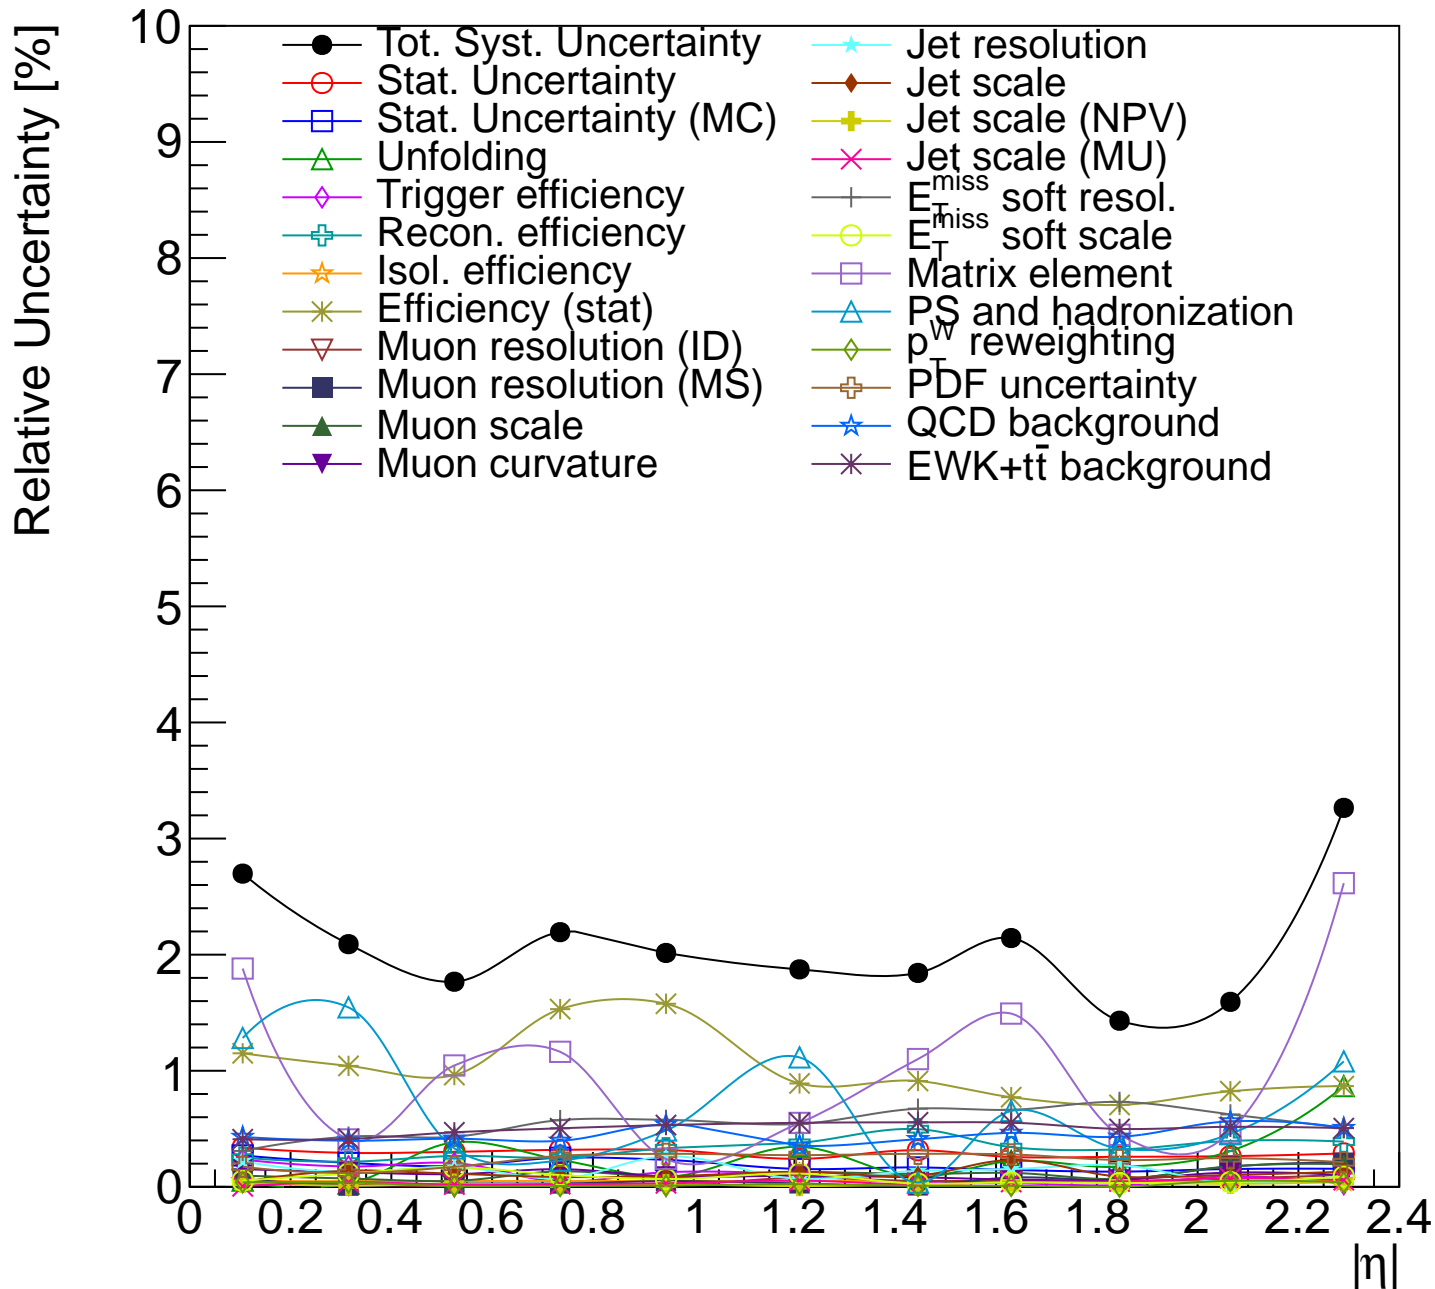 Relative Uncertainty [%]
10
9
8
7
6
5
4
3
2
1
0
Tot. Syst. Uncertainty
Stat. Uncertainty
Stat. Uncertainty (MC)
Unfolding
Trigger efficiency
Recon. efficiency
Isol. efficiency
Efficiency (stat)
Muon resolution (ID)
Muon resolution (MS)
Muon scale
Muon curvature
Jet resolution
Jet scale
Jet scale (NPV)
Jet scale (MU)
E_T^miss soft resol.
E_T^miss soft scale
Matrix element
PS and hadronization
p_T^W reweighting
PDF uncertainty
QCD background
EWK+tt̄ background
0 0.2 0.4 0.6 0.8 1 1.2 1.4 1.6 1.8 2 2.2 2.4
|η|